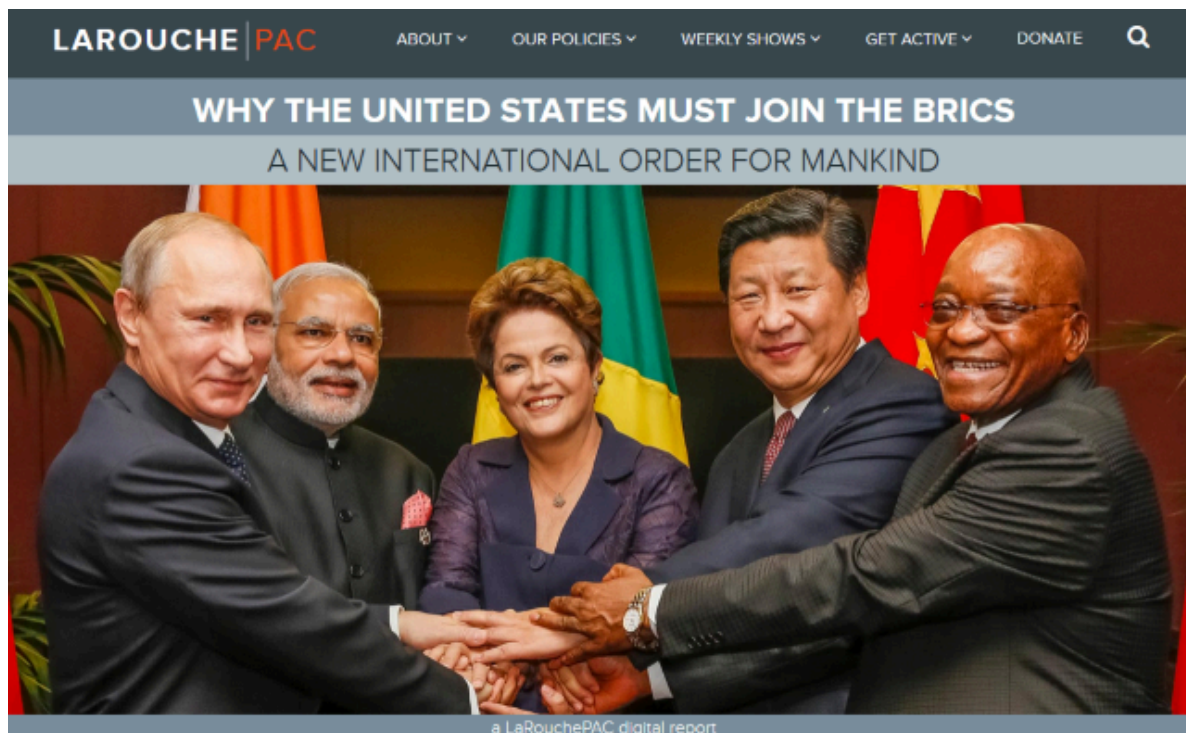 LAROUCHE PAC ABOUT OUR POLICIES WEEKLY SHOWS GET ACTIVE DONATE
WHY THE UNITED STATES MUST JOIN THE BRICS
A NEW INTERNATIONAL ORDER FOR MANKIND
a LaRouchePAC digital report